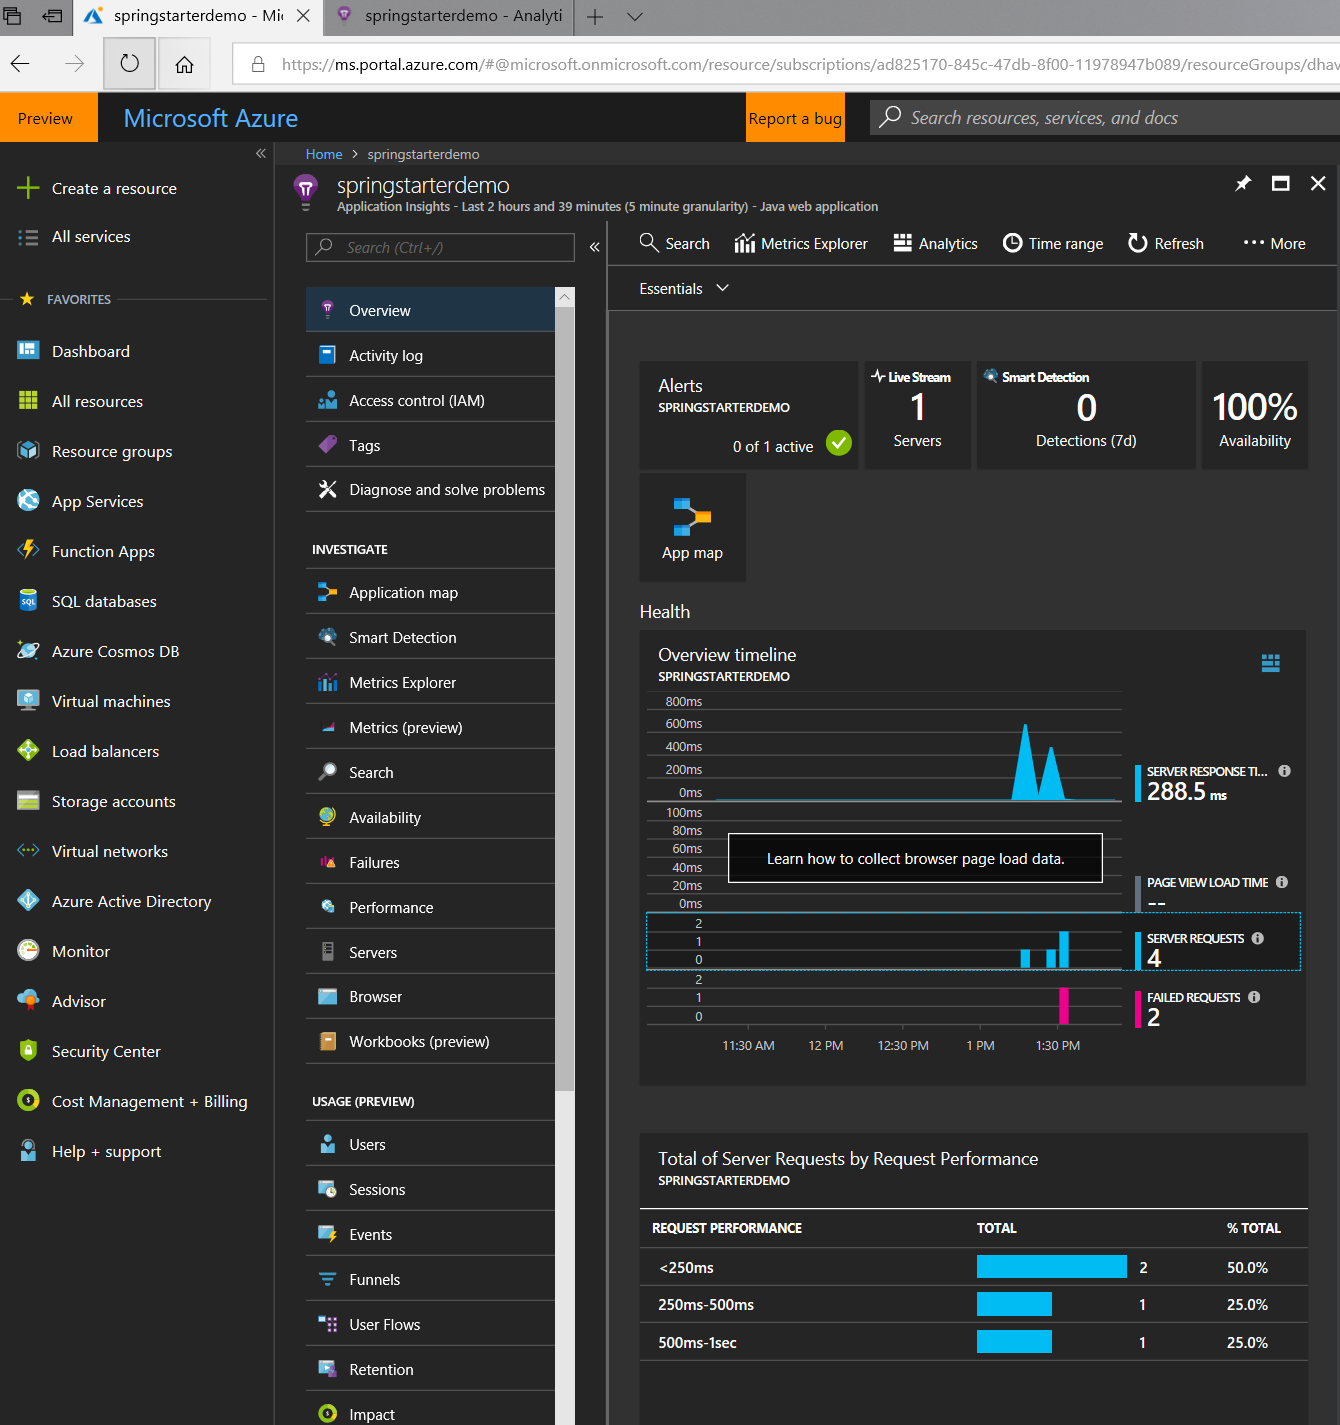 springstarterdemo - Mi
springstarterdemo - Analyti
https://ms.portal.azure.com/#@microsoft.onmicrosoft.com/resource/subscriptions/ad825170-845c-47db-8f00-11978947b089/resourceGroups/dhav
Preview
Microsoft Azure
Report a bug
Search resources, services, and docs
Home > springstarterdemo
Create a resource
All services
FAVORITES
Dashboard
All resources
Resource groups
App Services
Function Apps
SQL databases
Azure Cosmos DB
Virtual machines
Load balancers
Storage accounts
Virtual networks
Azure Active Directory
Monitor
Advisor
Security Center
Cost Management + Billing
Help + support
springstarterdemo
Application Insights - Last 2 hours and 39 minutes (5 minute granularity) - Java web application
Search (Ctrl+/)
Overview
Activity log
Access control (IAM)
Tags
Diagnose and solve problems
INVESTIGATE
Application map
Smart Detection
Metrics Explorer
Metrics (preview)
Search
Availability
Failures
Performance
Servers
Browser
Workbooks (preview)
USAGE (PREVIEW)
Users
Sessions
Events
Funnels
User Flows
Retention
Impact
Search
Metrics Explorer
Analytics
Time range
Refresh
More
Essentials
Alerts
SPRINGSTARTERDEMO
0 of 1 active
Live Stream
1
Servers
Smart Detection
0
Detections (7d)
100%
Availability
App map
Health
Overview timeline
SPRINGSTARTERDEMO
800ms
600ms
400ms
200ms
0ms
SERVER RESPONSE TI...
288.5 ms
100ms
80ms
60ms
40ms
20ms
0ms
Learn how to collect browser page load data.
PAGE VIEW LOAD TIME
--
2
1
0
SERVER REQUESTS
4
2
1
0
FAILED REQUESTS
2
11:30 AM 12 PM 12:30 PM 1 PM 1:30 PM
Total of Server Requests by Request Performance
SPRINGSTARTERDEMO
REQUEST PERFORMANCE TOTAL % TOTAL
<250ms 2 50.0%
250ms-500ms 1 25.0%
500ms-1sec 1 25.0%